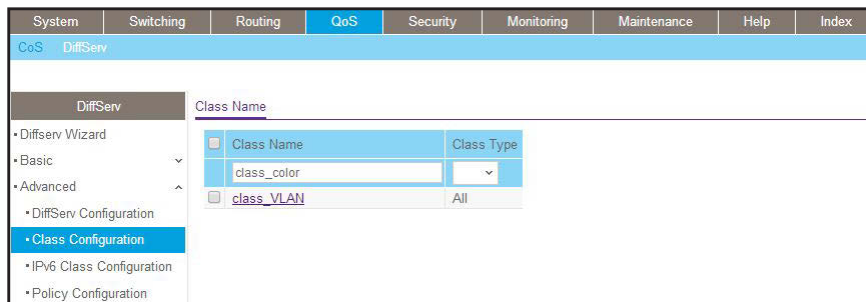 System Switching Routing QoS Security Monitoring Maintenance Help Index
CoS DiffServ
DiffServ
Class Name
Diffserv Wizard
Basic
Advanced
DiffServ Configuration
Class Configuration
IPv6 Class Configuration
Policy Configuration
Class Name Class Type
class_color
class_VLAN All